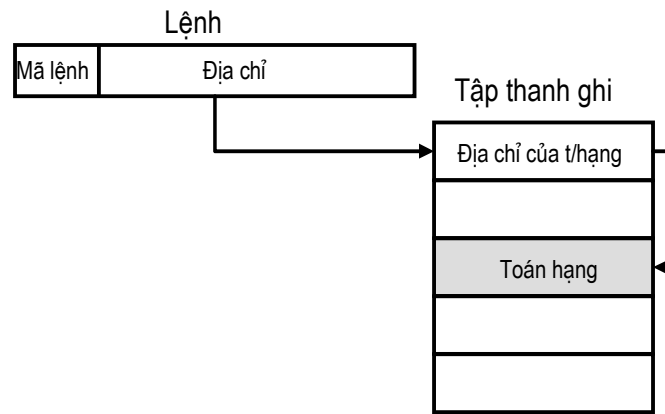 Lệnh
Mã lệnh
Địa chỉ
Tập thanh ghi
Địa chỉ của t/hạng
Toán hạng